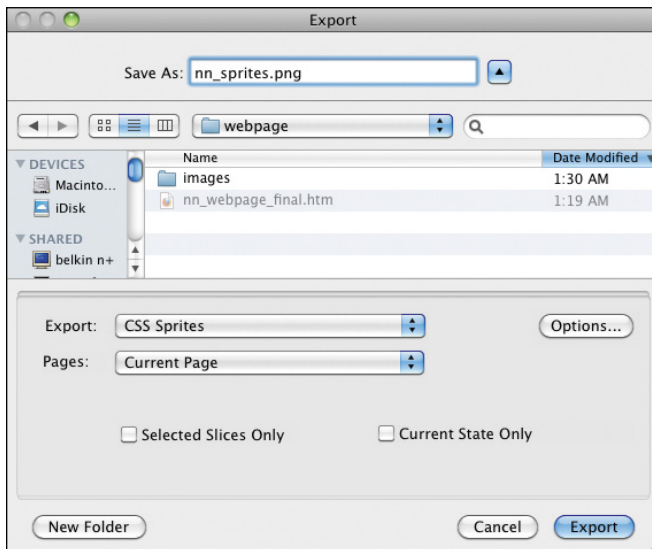 Export
Save As: nn_sprites.png
webpage
Name Date Modified
DEVICES
Macinto...
iDisk
SHARED
belkin n+
images 1:30 AM
nn_webpage_final.htm 1:19 AM
Export: CSS Sprites Options...
Pages: Current Page
Selected Slices Only Current State Only
New Folder Cancel Export